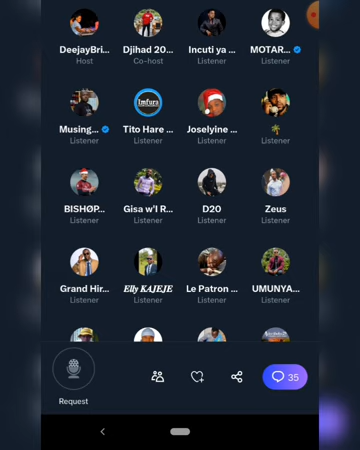 DeejayBri... Djihad 20... Incuti ya ... MOTAR...
Host Co-host Listener Listener
Imfura
Musing... Tito Hare ... Joselyine ... 🌴
Listener Listener Listener Listener
BISHØP... Gisa w'I R... D20 Zeus
Listener Listener Listener Listener
Grand Hir... Elly KAJEJE Le Patron ... UMUNYA...
Listener Listener Listener Listener
35
Request